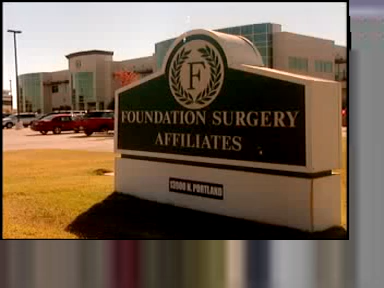 F
FOUNDATION SURGERY
AFFILIATES
13900 N. PORTLAND